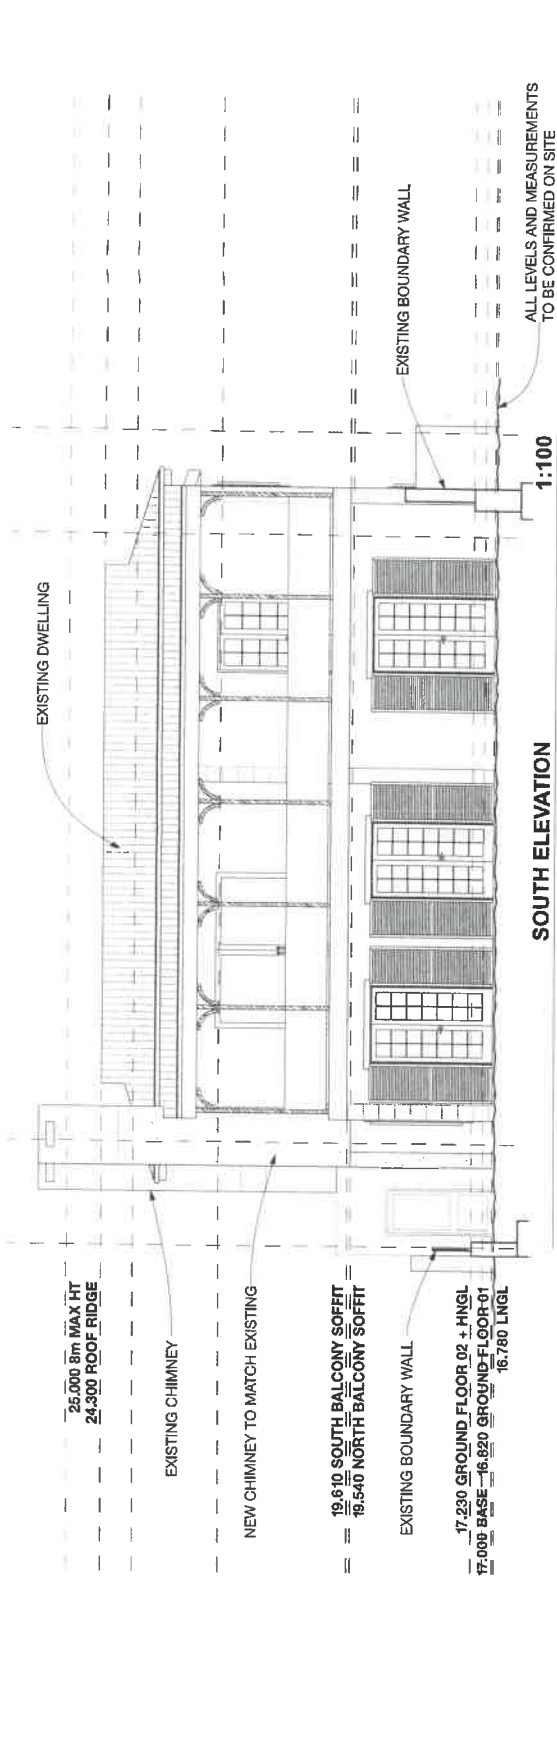 25.000 8m MAX HT
24.300 ROOF RIDGE
EXISTING CHIMNEY
NEW CHIMNEY TO MATCH EXISTING
19.610 SOUTH BALCONY SOFFIT
19.540 NORTH BALCONY SOFFIT
EXISTING BOUNDARY WALL
17.230 GROUND FLOOR 02 + HNGL
17.000 BASE 16.820 GROUND FLOOR 01
16.780 LNGL
EXISTING DWELLING
EXISTING BOUNDARY WALL
ALL LEVELS AND MEASUREMENTS
TO BE CONFIRMED ON SITE
SOUTH ELEVATION
1:100